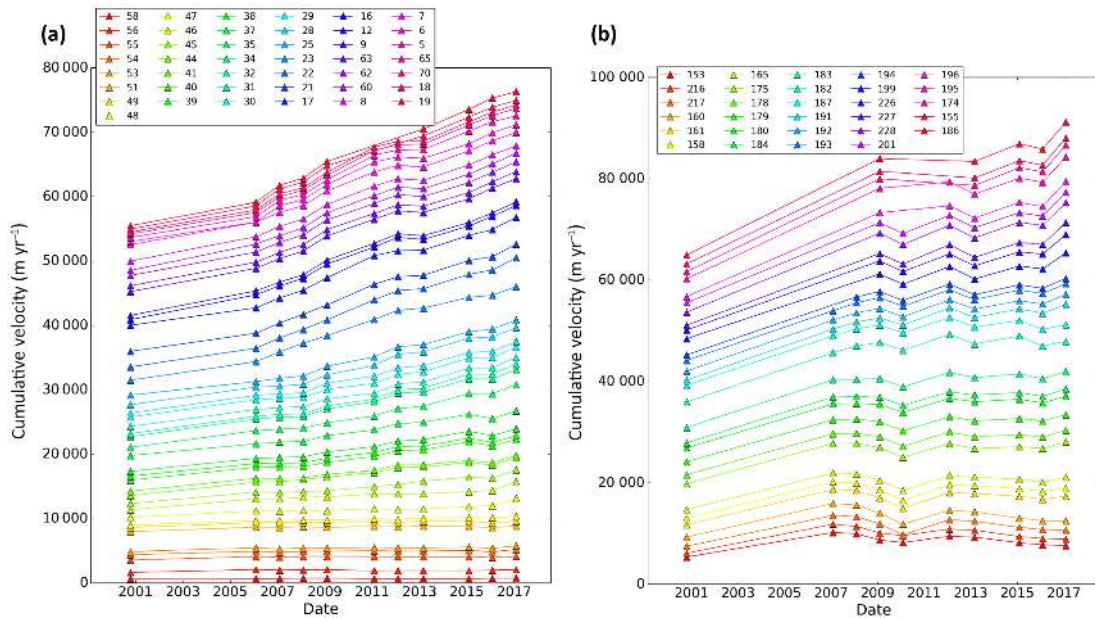 (a)
58 47 38 29 16 7
56 46 37 28 12 6
55 45 35 25 9 5
54 44 34 23 63 65
53 41 32 22 62 70
51 40 31 21 60 18
49 39 30 17 8 19
48
80 000
70 000
60 000
50 000
40 000
30 000
20 000
10 000
0
Cumulative velocity (m yr⁻¹)
2001 2003 2005 2007 2009 2011 2013 2015 2017
Date
(b)
153 165 183 194 196
216 175 182 199 195
217 178 187 226 174
160 179 191 227 155
161 180 192 228 186
158 184 193 201
100 000
80 000
60 000
40 000
20 000
0
Cumulative velocity (m yr⁻¹)
2001 2003 2005 2007 2009 2011 2013 2015 2017
Date